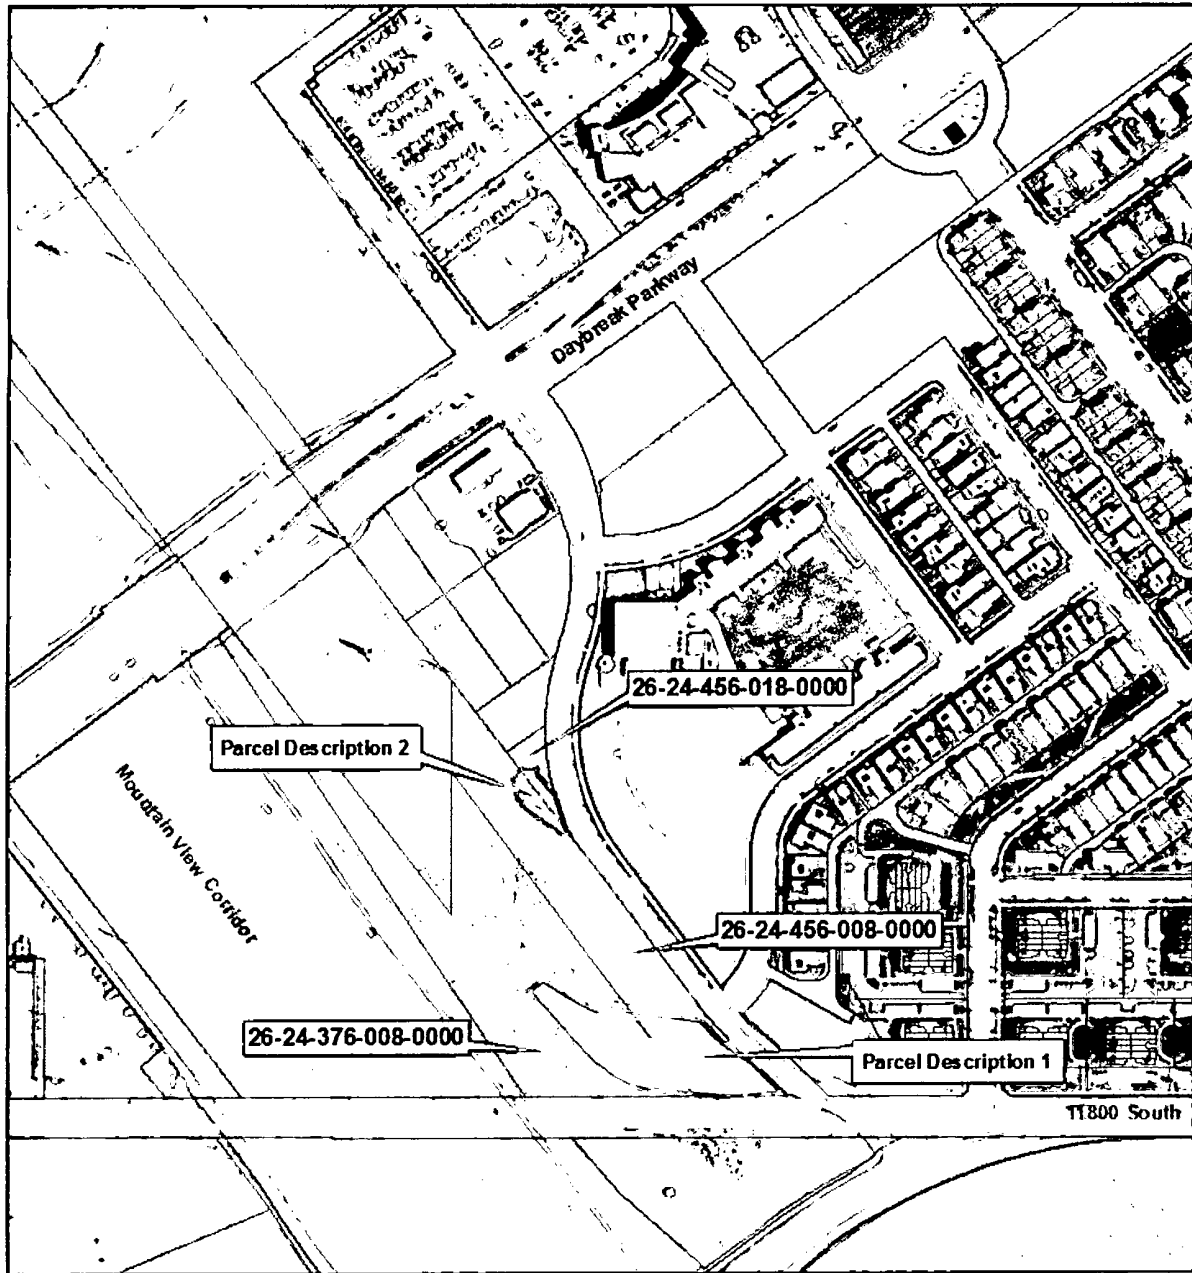 Daybreak Parkway
26-24-456-018-0000
Parcel Description 2
Mountain View Corridor
26-24-456-008-0000
26-24-376-008-0000
Parcel Description 1
11800 South